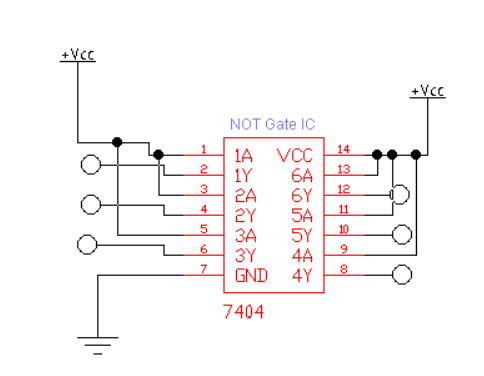 +Vcc
+Vcc
NOT Gate IC
1 1A VCC 14
2 1Y 6A 13
3 2A 6Y 12
4 2Y 5A 11
5 3A 5Y 10
6 3Y 4A 9
7 GND 4Y 8
7404